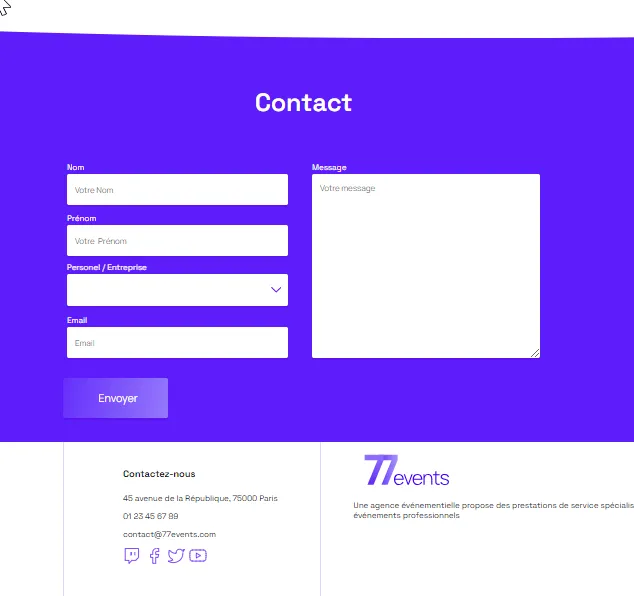 Contact
Nom
Votre Nom
Prénom
Votre Prénom
Personel / Entreprise
Email
Email
Message
Votre message
Envoyer
Contactez-nous
45 avenue de la République, 75000 Paris
01 23 45 67 89
contact@77events.com
77events
Une agence événementielle propose des prestations de service spécialis
événements professionnels